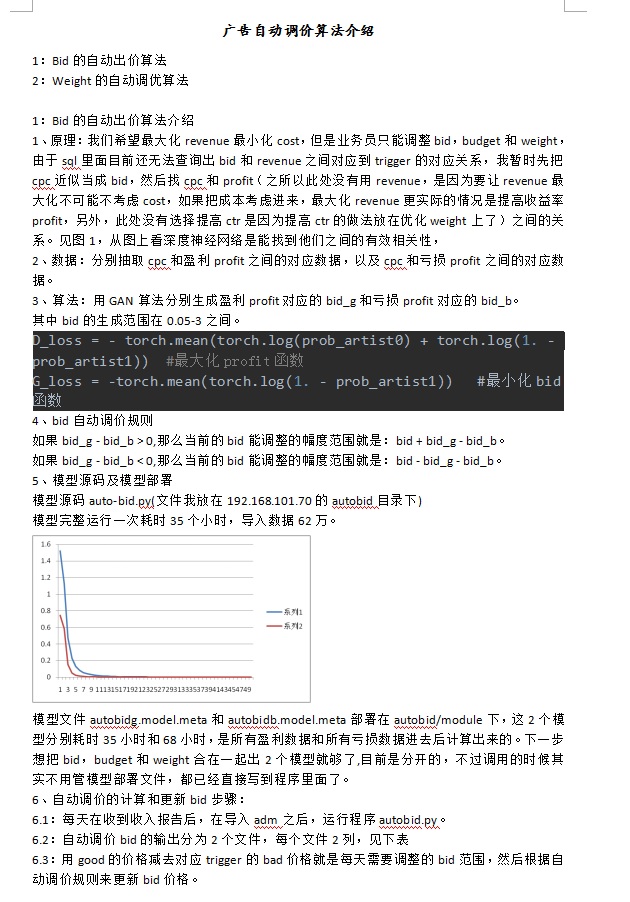 广告自动调价算法介绍
1：Bid 的自动出价算法
2：Weight 的自动调优算法
1：Bid 的自动出价算法介绍
1、原理：我们希望最大化 revenue 最小化 cost，但是业务员只能调整 bid，budget 和 weight，
由于 sql 里面目前还无法查询出 bid 和 revenue 之间对应到 trigger 的对应关系，我暂时先把
cpc 近似当成 bid，然后找 cpc 和 profit（之所以此处没有用 revenue，是因为要让 revenue 最
大化不可能不考虑 cost，如果把成本考虑进来，最大化 revenue 更实际的情况是提高收益率
profit，另外，此处没有选择提高 ctr 是因为提高 ctr 的做法放在优化 weight 上了）之间的关
系。见图 1，从图上看深度神经网络是能找到他们之间的有效相关性，
2、数据：分别抽取 cpc 和盈利 profit 之间的对应数据，以及 cpc 和亏损 profit 之间的对应数
据。
3、算法：用 GAN 算法分别生成盈利 profit 对应的 bid_g 和亏损 profit 对应的 bid_b。
其中 bid 的生成范围在 0.05-3 之间。
D_loss = - torch.mean(torch.log(prob_artist0) + torch.log(1. -
prob_artist1)) #最大化 profit 函数
G_loss = -torch.mean(torch.log(1. - prob_artist1)) #最小化 bid
函数
4、bid 自动调价规则
如果 bid_g - bid_b > 0,那么当前的 bid 能调整的幅度范围就是：bid + bid_g - bid_b。
如果 bid_g - bid_b < 0,那么当前的 bid 能调整的幅度范围就是：bid - bid_g - bid_b。
5、模型源码及模型部署
模型源码 auto-bid.py(文件我放在 192.168.101.70 的 autobid 目录下)
模型完整运行一次耗时 35 个小时，导入数据 62 万。
1.6
1.4
1.2
1
0.8
0.6
0.4
0.2
0
系列1
系列2
1 3 5 7 9 11131517192123252729313335373941434547​49
模型文件 autobidg.model.meta 和 autobidb.model.meta 部署在 autobid/module 下，这 2 个模
型分别耗时 35 小时和 68 小时，是所有盈利数据和所有亏损数据进去后计算出来的。下一步
想把 bid，budget 和 weight 合在一起出 2 个模型就够了,目前是分开的，不过调用的时候其
实不用管模型部署文件，都已经直接写到程序里面了。
6、自动调价的计算和更新 bid 步骤：
6.1：每天在收到收入报告后，在导入 adm 之后，运行程序 autobid.py。
6.2：自动调价 bid 的输出分为 2 个文件，每个文件 2 列，见下表
6.3：用 good 的价格减去对应 trigger 的 bad 价格就是每天需要调整的 bid 范围，然后根据自
动调价规则来更新 bid 价格。